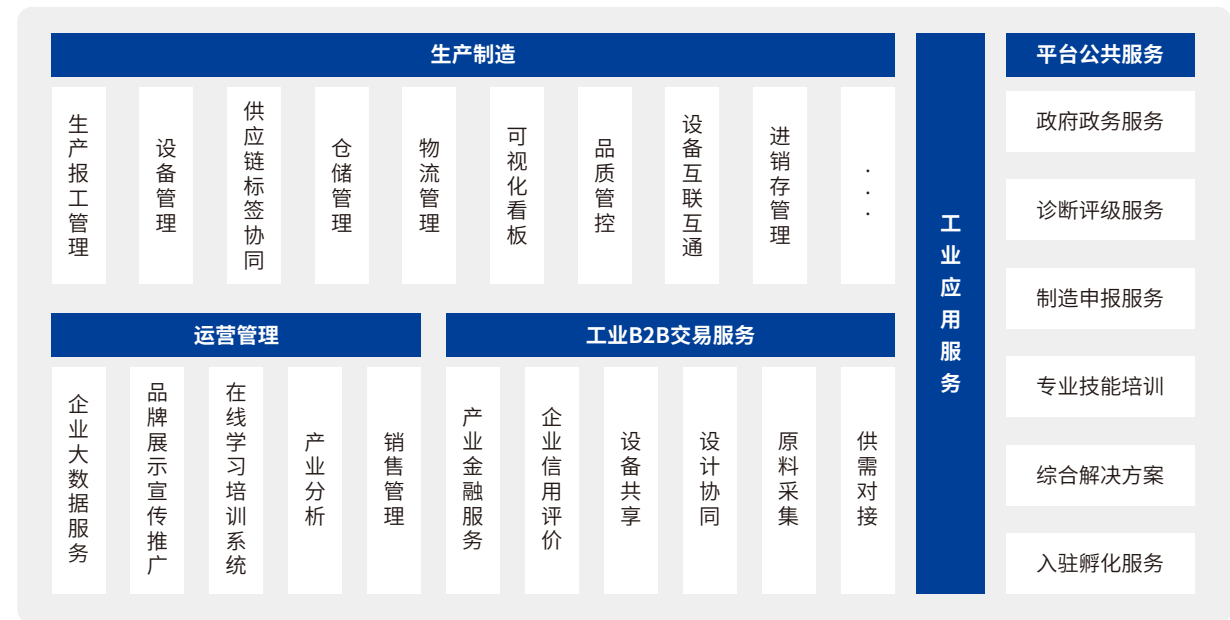 生产制造
生产报工管理
设备管理
供应链标签协同
仓储管理
物流管理
可视化看板
品质管控
设备互联互通
进销存管理
...
运营管理
企业大数据服务
品牌展示宣传推广
在线学习培训系统
产业分析
销售管理
工业B2B交易服务
产业金融服务
企业信用评价
设备共享
设计协同
原料采集
供需对接
工业应用服务
平台公共服务
政府政务服务
诊断评级服务
制造申报服务
专业技能培训
综合解决方案
入驻孵化服务